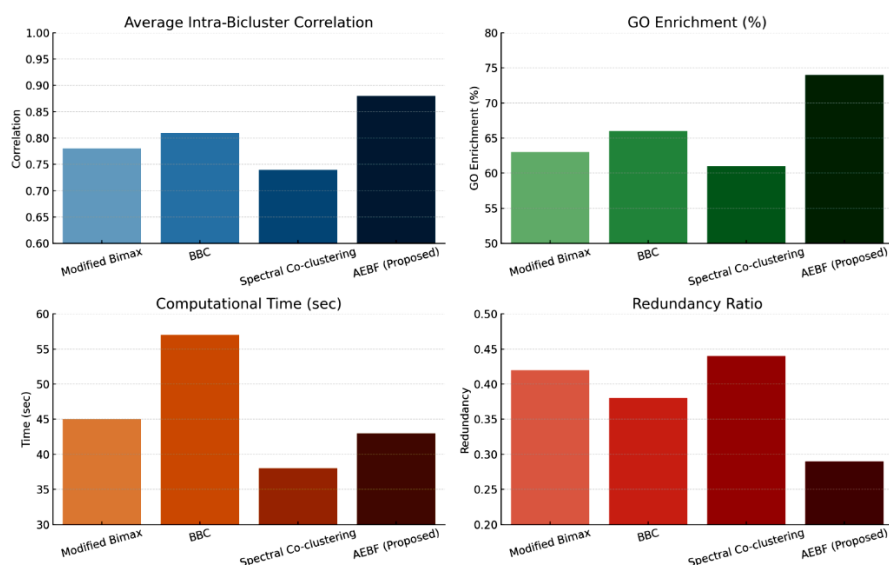 Average Intra-Bicluster Correlation
1.00
0.95
0.90
0.85
0.80
0.75
0.70
0.65
0.60
Correlation
Modified Bimax
BBC
Spectral Co-clustering
AEBF (Proposed)
GO Enrichment (%)
80
75
70
65
60
55
50
GO Enrichment (%)
Modified Bimax
BBC
Spectral Co-clustering
AEBF (Proposed)
Computational Time (sec)
60
55
50
45
40
35
30
Time (sec)
Modified Bimax
BBC
Spectral Co-clustering
AEBF (Proposed)
Redundancy Ratio
0.50
0.45
0.40
0.35
0.30
0.25
0.20
Redundancy
Modified Bimax
BBC
Spectral Co-clustering
AEBF (Proposed)